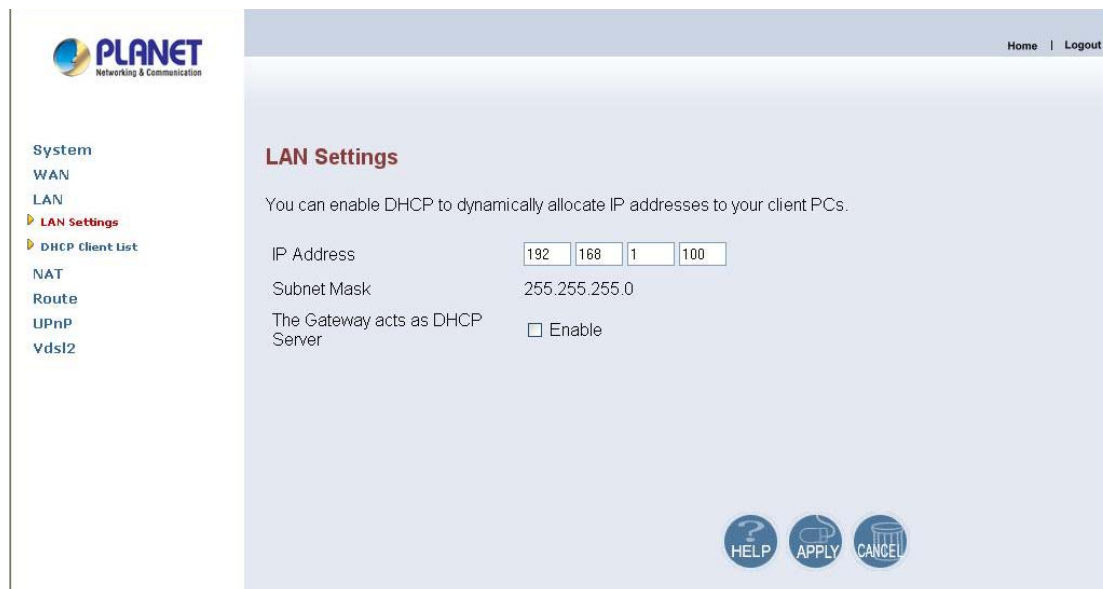 PLANET
Networking & Communication
Home | Logout
System
WAN
LAN
LAN Settings
DHCP Client List
NAT
Route
UPnP
Vdsl2
LAN Settings
You can enable DHCP to dynamically allocate IP addresses to your client PCs.
IP Address 192 168 1 100
Subnet Mask 255.255.255.0
The Gateway acts as DHCP
Server
Enable
HELP APPLY CANCEL